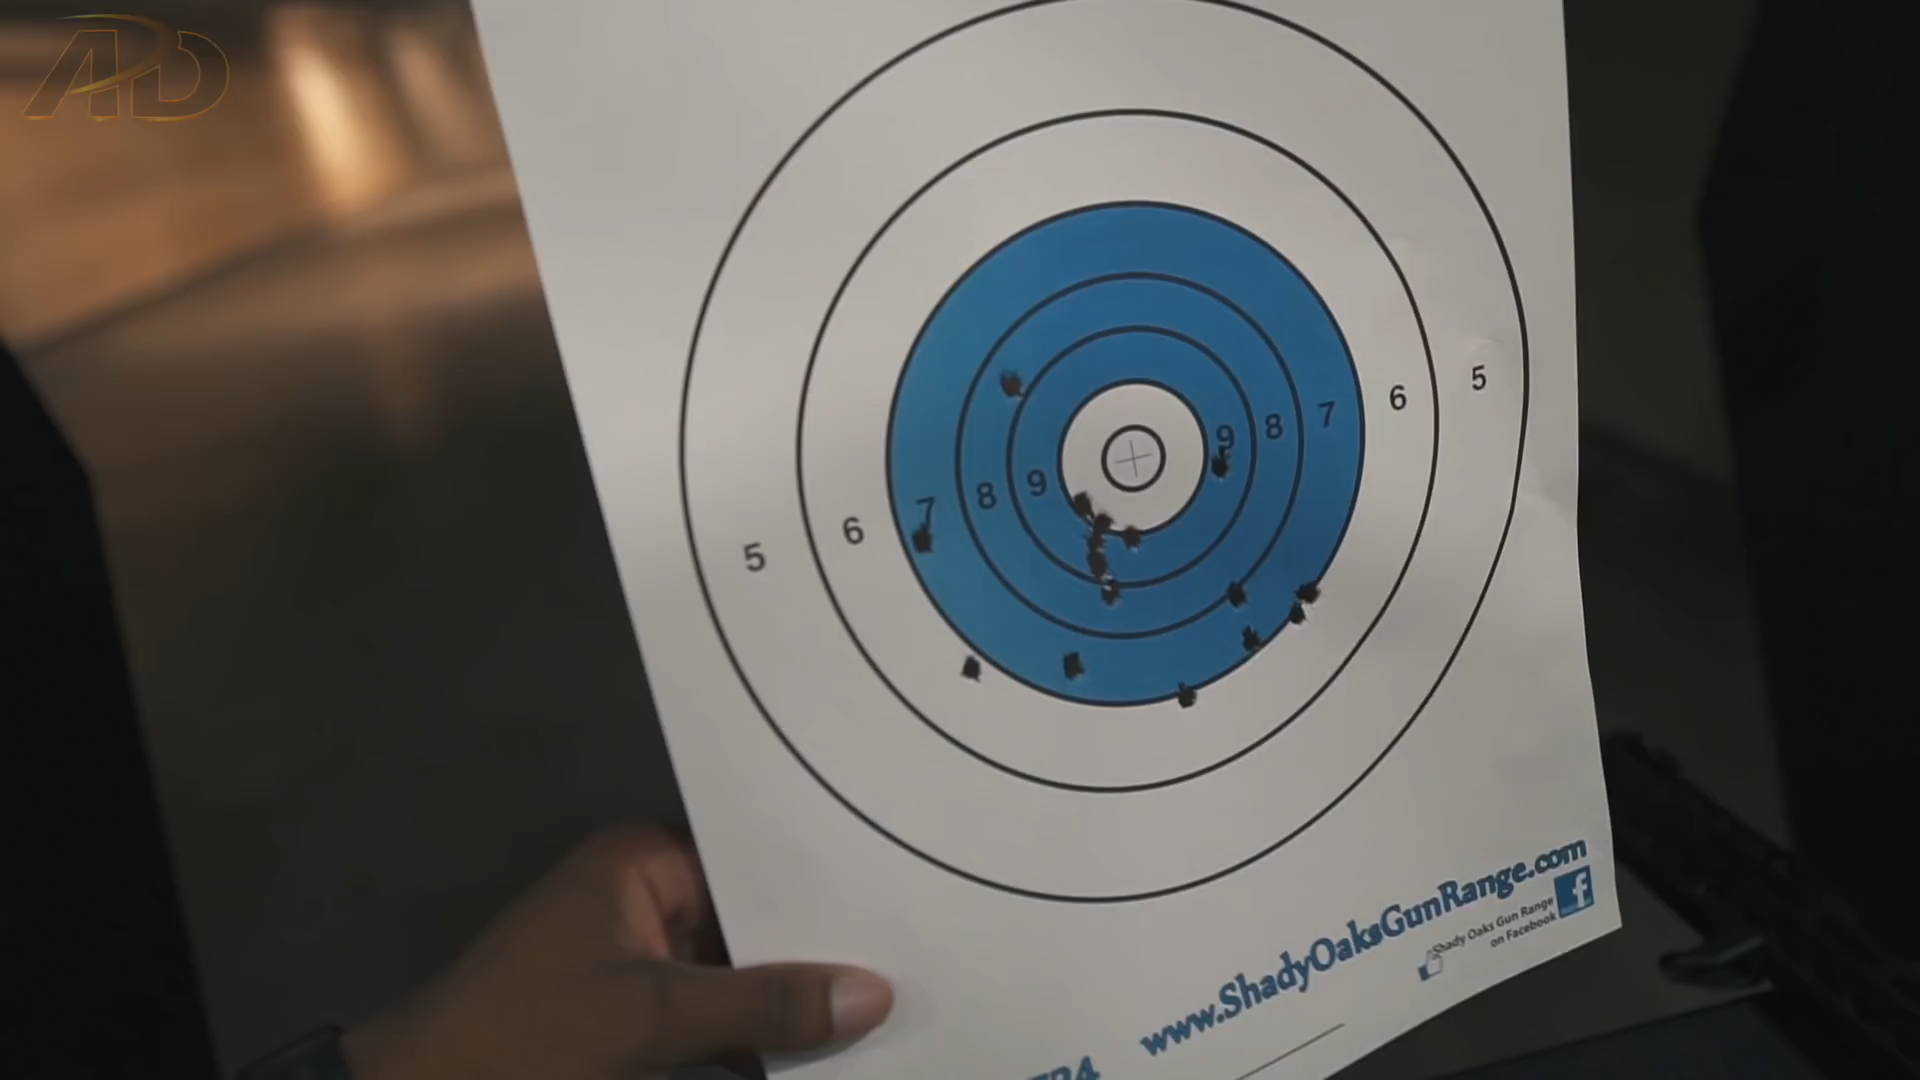 AD
5 6 7 8 9 9 8 7 6 5
www.ShadyOaksGunRange.com
Shady Oaks Gun Range
on Facebook
f